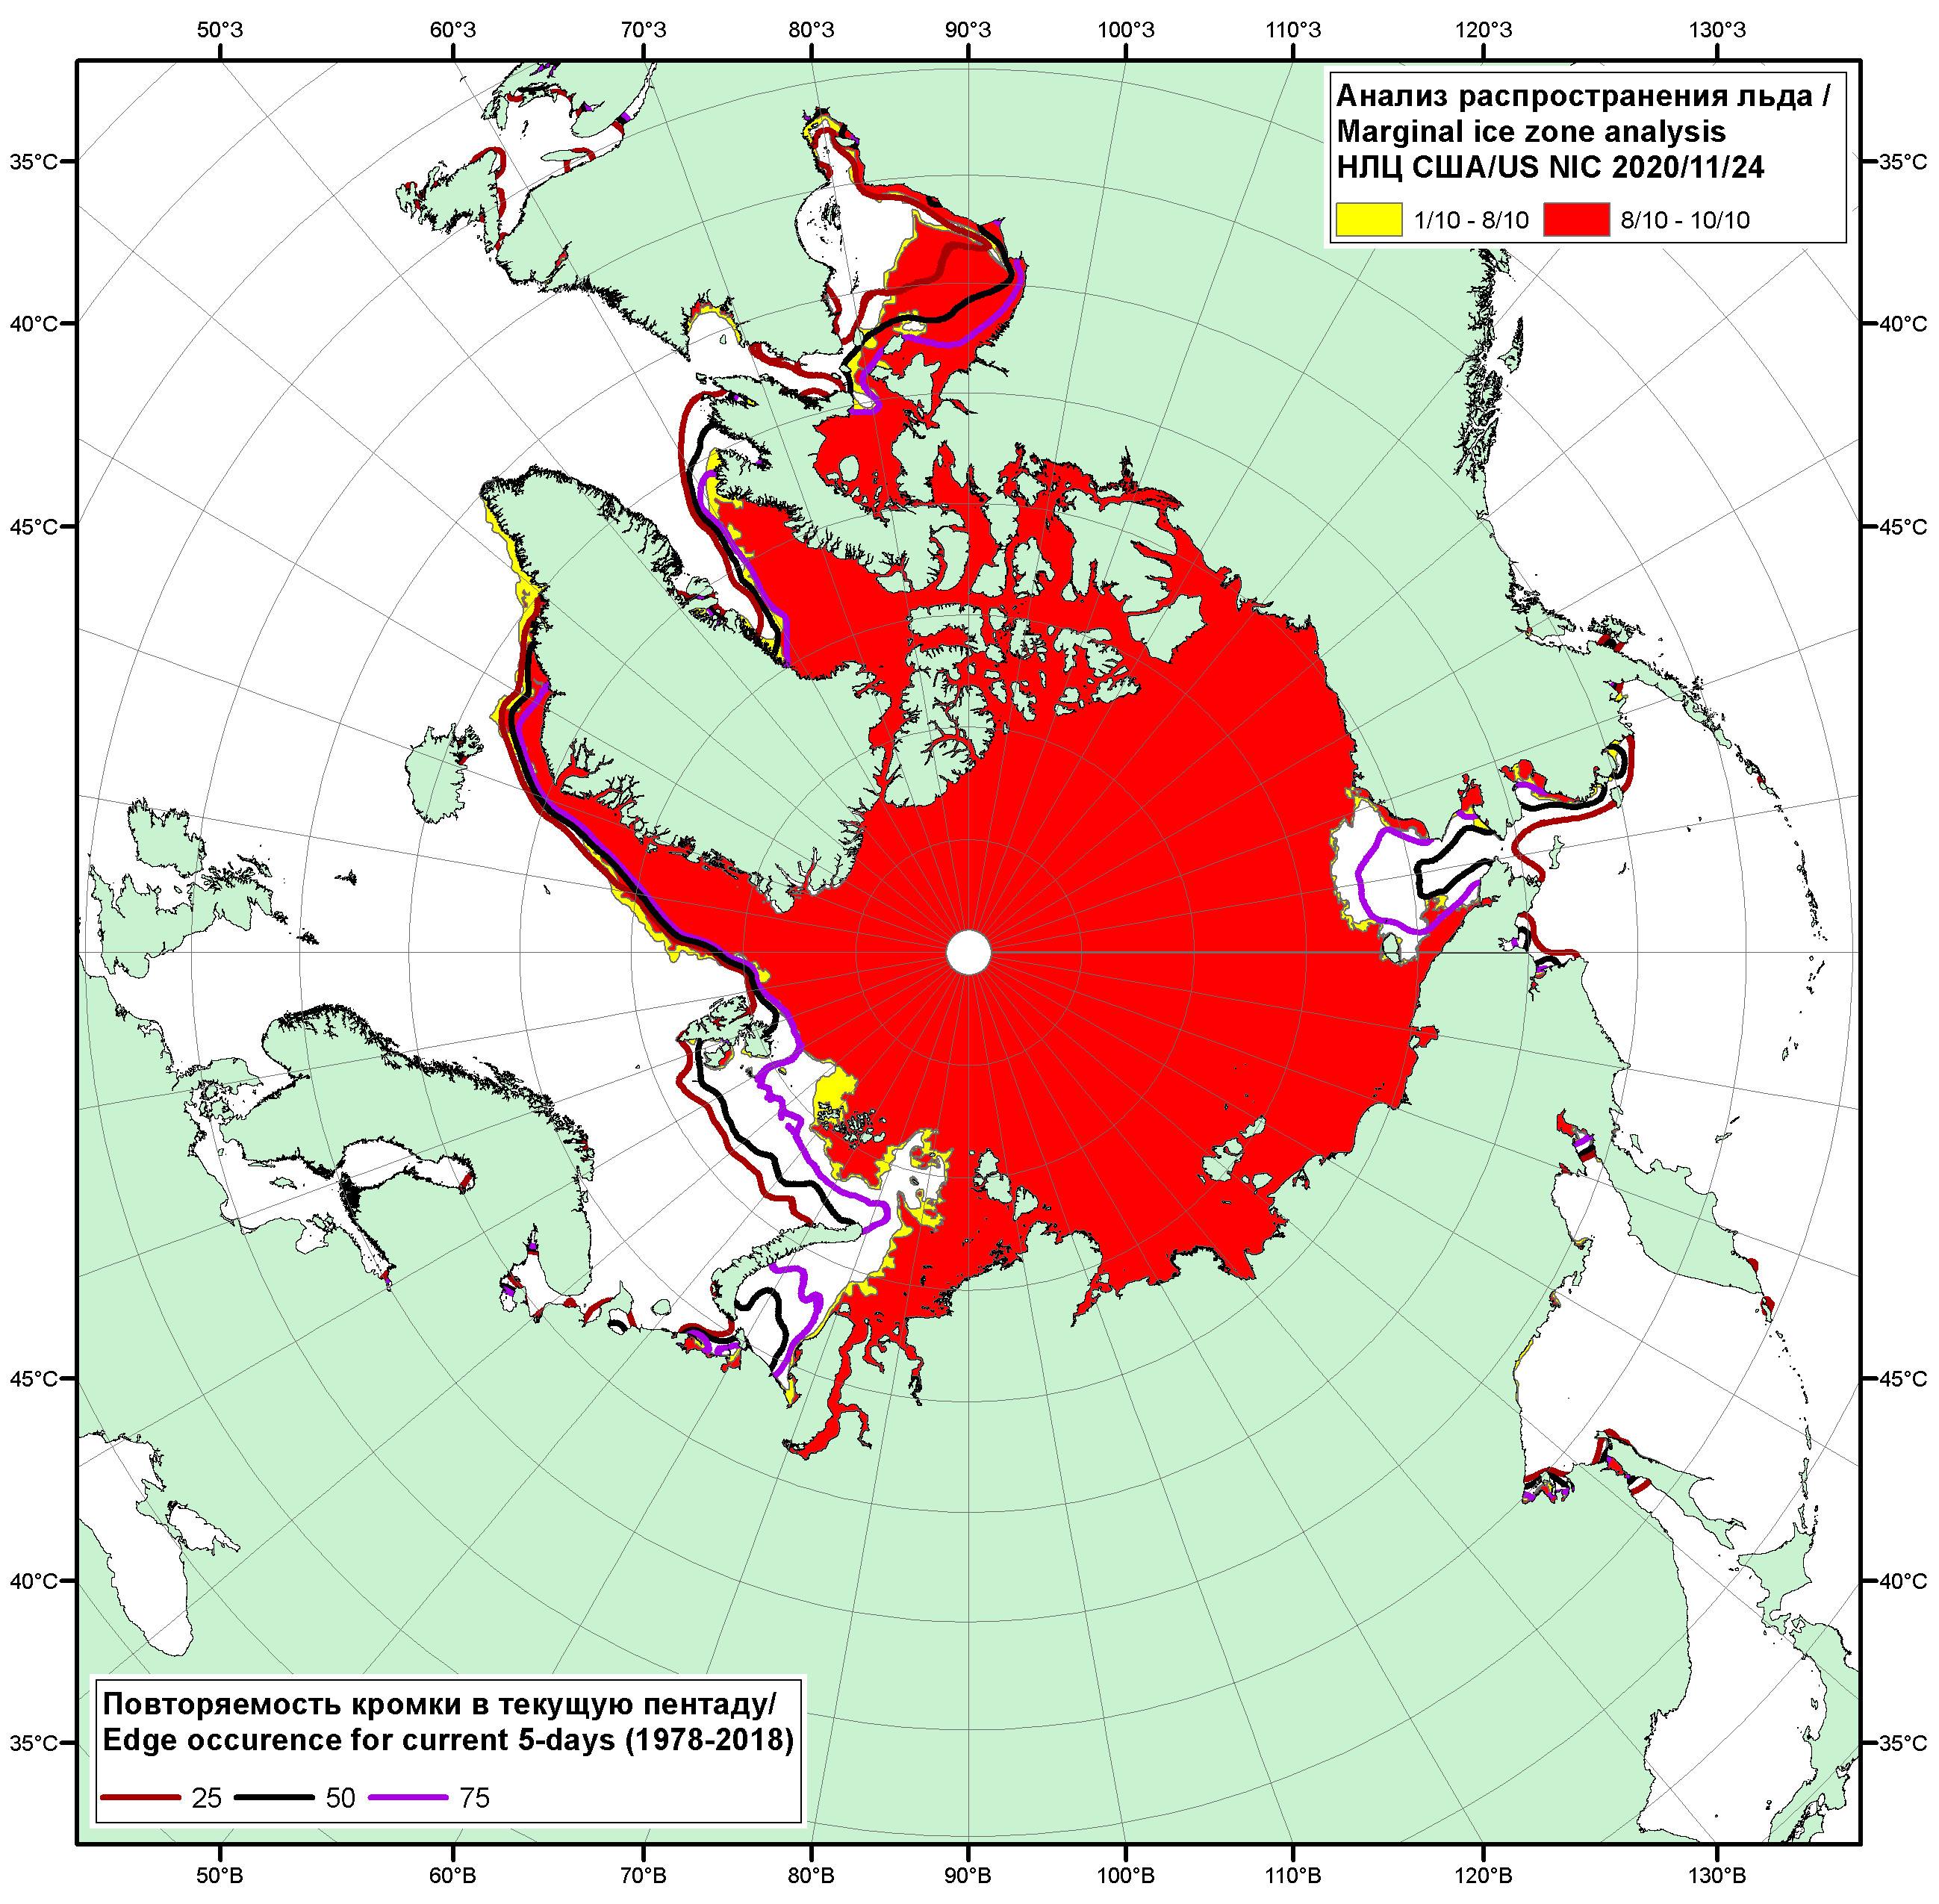 50°З 60°З 70°З 80°З 90°З 100°З 110°З 120°З 130°З
Анализ распространения льда /
Marginal ice zone analysis
НЛЦ США/US NIC 2020/11/24
1/10 - 8/10 8/10 - 10/10
35°С 35°С
40°С 40°С
45°С 45°С
45°С 45°С
40°С 40°С
35°С 35°С
Повторяемость кромки в текущую пентаду/
Edge occurence for current 5-days (1978-2018)
25 50 75
50°В 60°В 70°В 80°В 90°В 100°В 110°В 120°В 130°В